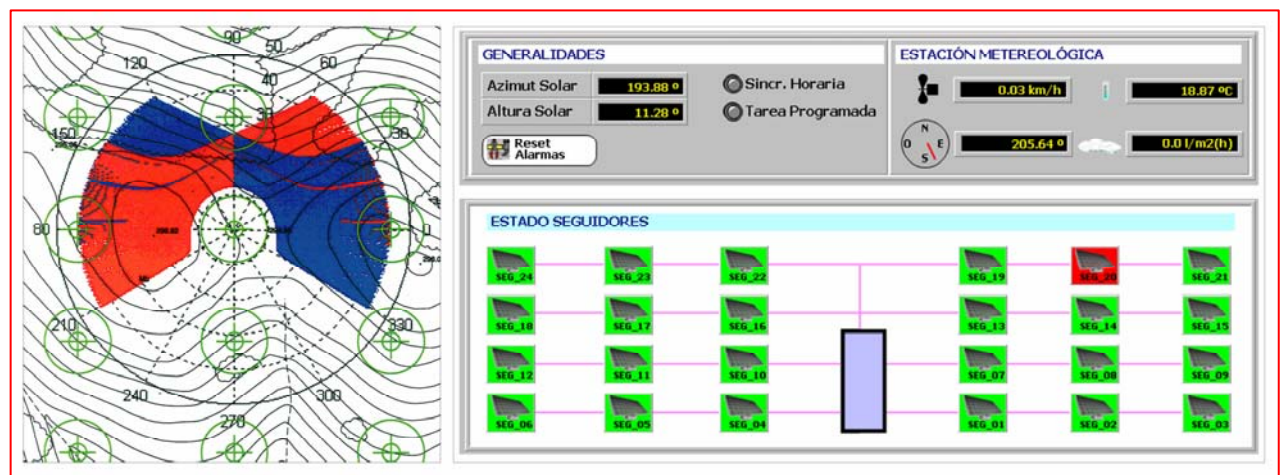 90
50
120
60
40
30
150
30
80
0
210
330
240
300
270
GENERALIDADES
Azimut Solar 193.88 º
Altura Solar 11.28 º
Sincr. Horaria
Tarea Programada
Reset
Alarmas
ESTACIÓN METEREOLÓGICA
0.03 km/h
18.87 ºC
N
O E
S
205.64 º
0.0 l/m2(h)
ESTADO SEGUIDORES
SEG_24 SEG_23 SEG_22 SEG_19 SEG_20 SEG_21
SEG_18 SEG_17 SEG_16 SEG_13 SEG_14 SEG_15
SEG_12 SEG_11 SEG_10 SEG_07 SEG_08 SEG_09
SEG_06 SEG_05 SEG_04 SEG_01 SEG_02 SEG_03